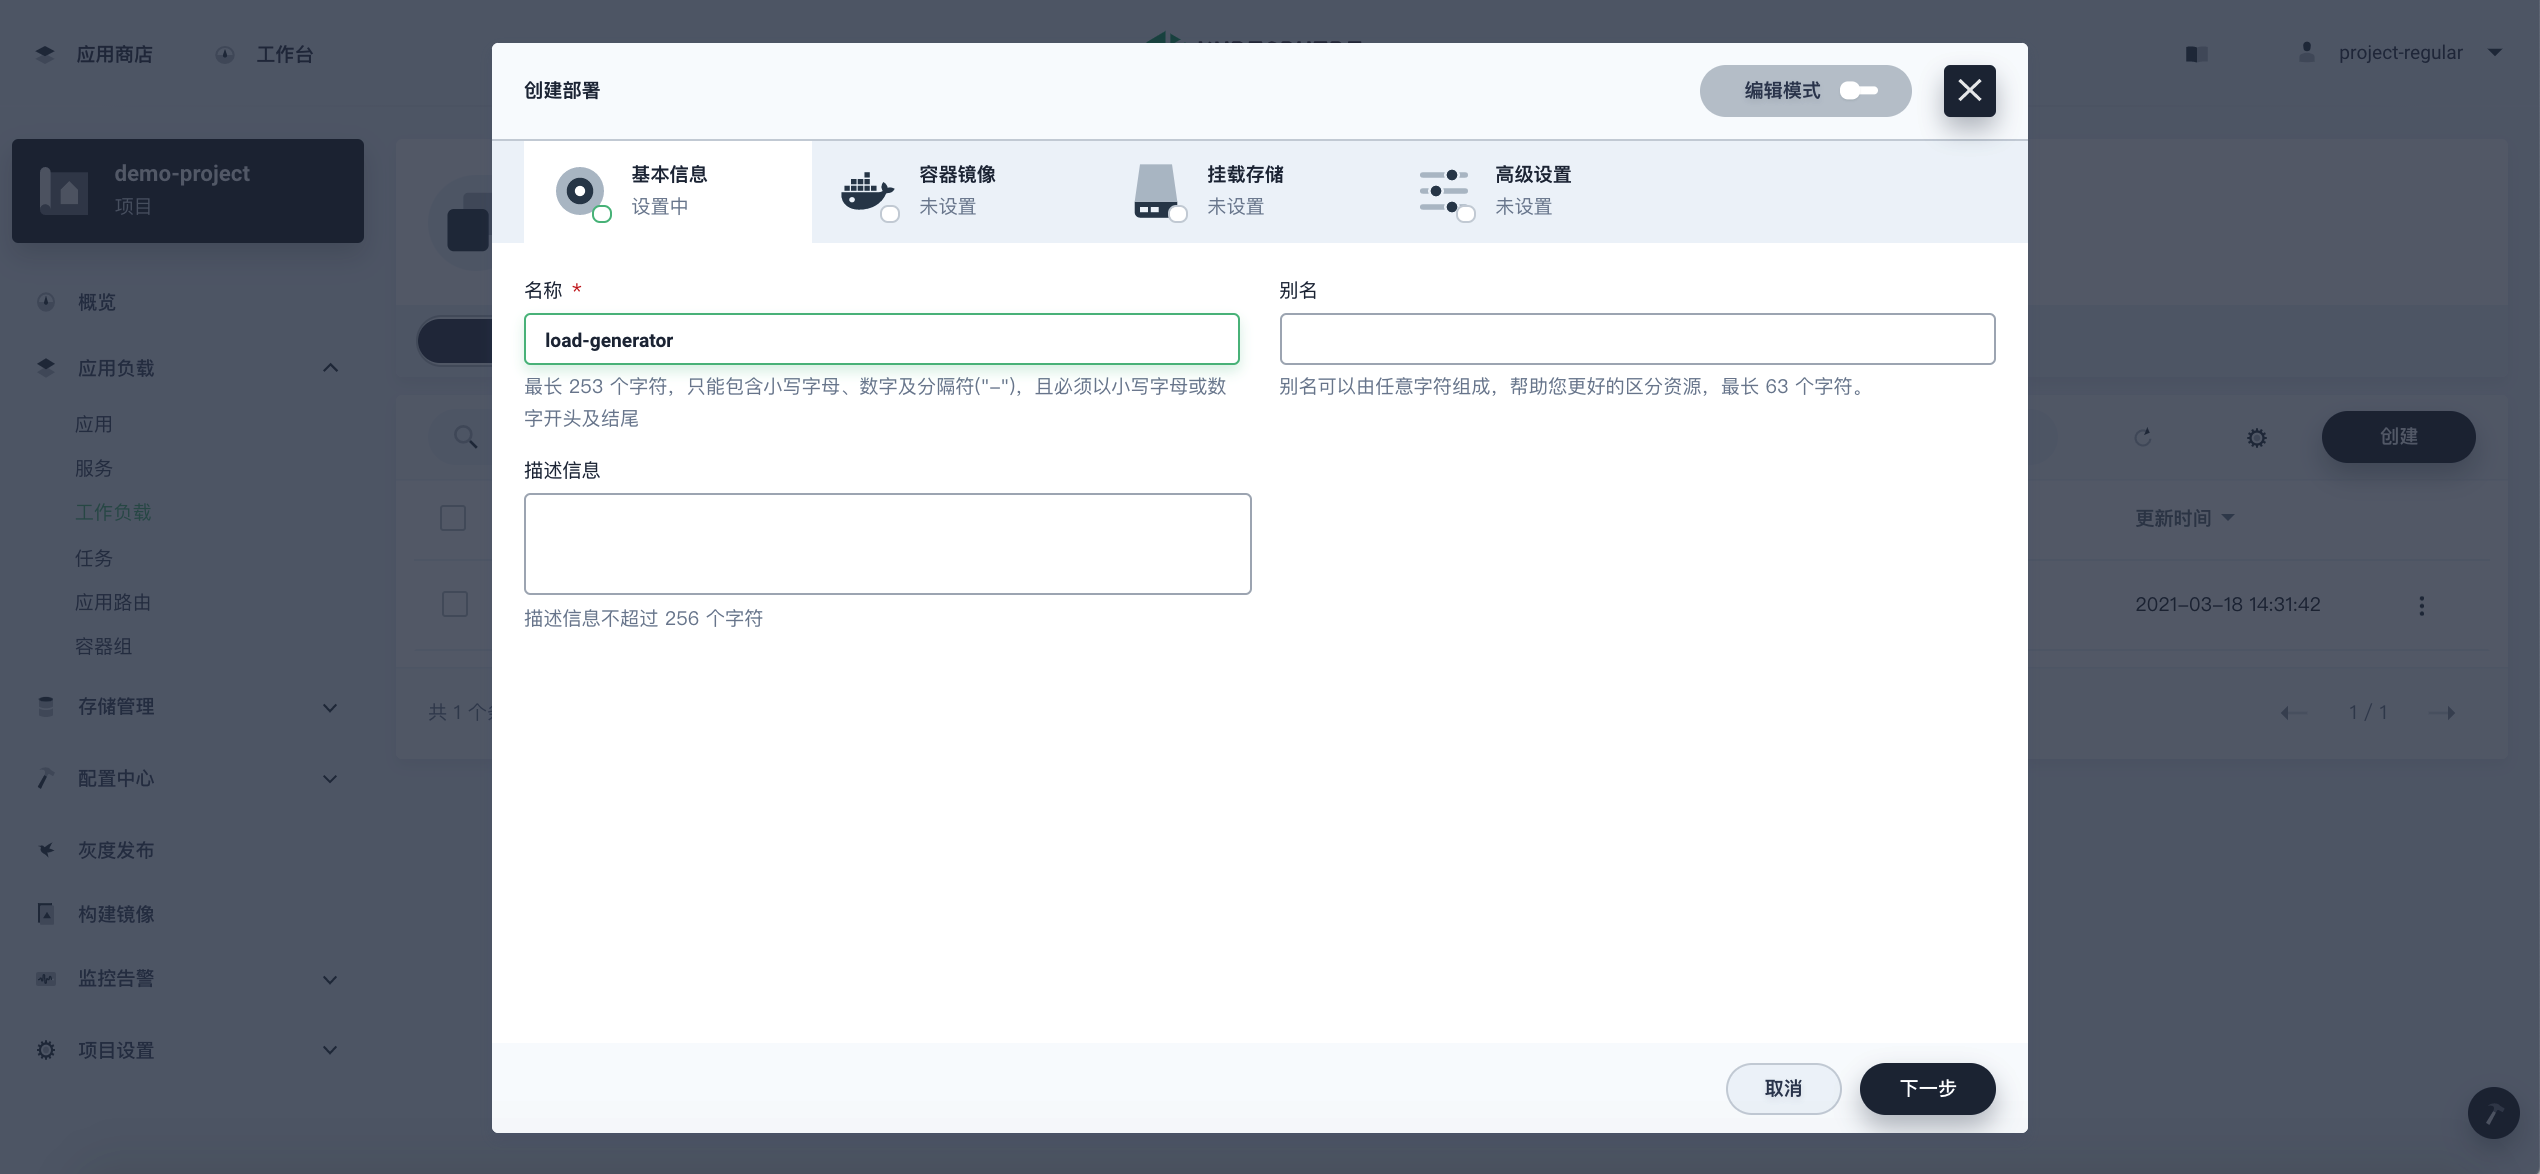 应用商店
工作台
project-regular
demo-project
项目
概览
应用负载
应用
服务
工作负载
任务
应用路由
容器组
存储管理
配置中心
灰度发布
构建镜像
监控告警
项目设置
创建部署
编辑模式
基本信息
设置中
容器镜像
未设置
挂载存储
未设置
高级设置
未设置
名称 *
load-generator
最长 253 个字符，只能包含小写字母、数字及分隔符("-")，且必须以小写字母或数
字开头及结尾
别名
别名可以由任意字符组成，帮助您更好的区分资源，最长 63 个字符。
描述信息
描述信息不超过 256 个字符
取消
下一步
创建
更新时间
2021-03-18 14:31:42
共 1 个
1 / 1